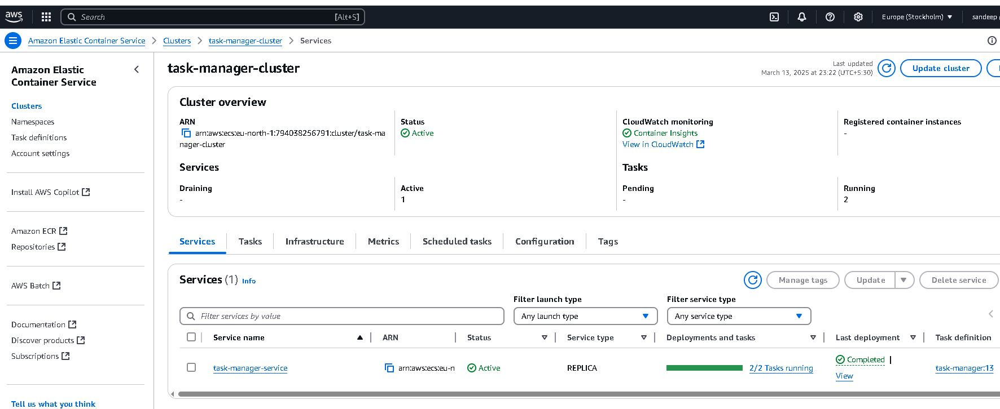 aws
Search
[Alt+S]
Europe (Stockholm)
sandeep
Amazon Elastic Container Service
Clusters
task-manager-cluster
Services
Amazon Elastic
Container Service
Clusters
Namespaces
Task definitions
Account settings
Install AWS Copilot
Amazon ECR
Repositories
AWS Batch
Documentation
Discover products
Subscriptions
Tell us what you think
task-manager-cluster
Last updated
March 13, 2025 at 23:22 (UTC+5:30)
Update cluster
Cluster overview
ARN
arn:aws:ecs:eu-north-1:794038256791:cluster/task-ma
nager-cluster
Status
Active
CloudWatch monitoring
Container Insights
View in CloudWatch
Registered container instances
-
Services
Tasks
Draining
-
Active
1
Pending
-
Running
2
Services
Tasks
Infrastructure
Metrics
Scheduled tasks
Configuration
Tags
Services (1) Info
Manage tags
Update
Delete service
Filter launch type
Filter service type
Filter services by value
Any launch type
Any service type
Service name
ARN
Status
Service type
Deployments and tasks
Last deployment
Task definition
task-manager-service
arn:aws:ecs:eu-n
Active
REPLICA
2/2 Tasks running
Completed |
View
task-manager:13